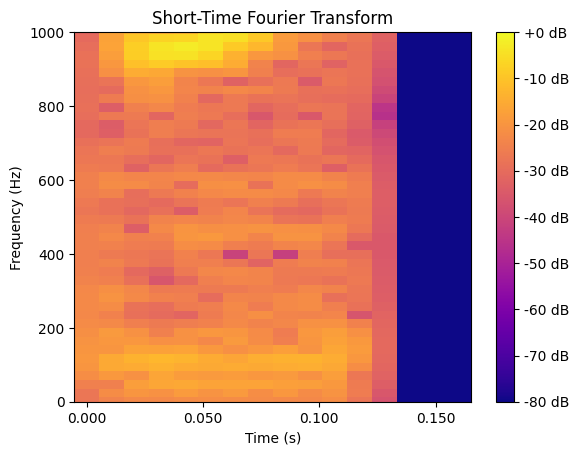 Short-Time Fourier Transform
1000
800
600
400
200
0
Frequency (Hz)
0.000
0.050
0.100
0.150
Time (s)
+0 dB
-10 dB
-20 dB
-30 dB
-40 dB
-50 dB
-60 dB
-70 dB
-80 dB